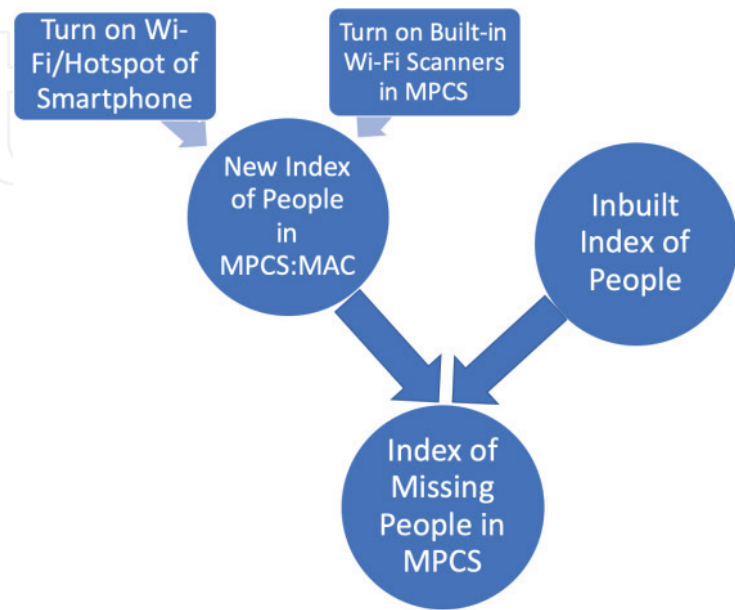 Turn on Wi-
Fi/Hotspot of
Smartphone
Turn on Built-in
Wi-Fi Scanners
in MPCS
New Index
of People
in
MPCS:MAC
Inbuilt
Index of
People
Index of
Missing
People in
MPCS